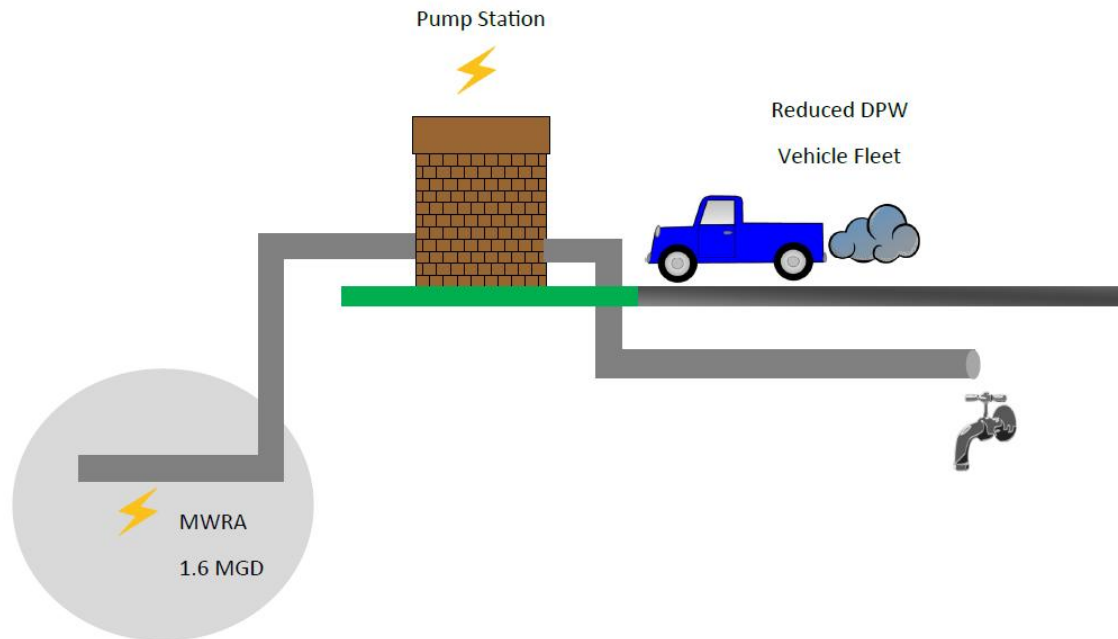 Pump Station
Reduced DPW
Vehicle Fleet
MWRA
1.6 MGD